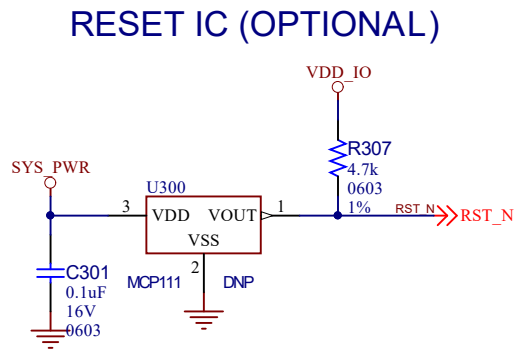 RESET IC (OPTIONAL)
VDD_IO
R307
4.7k
0603
1%
SYS_PWR
U300
3 VDD VOUT 1
RST_N
RST_N
VSS
2
C301
0.1uF
16V
0603
MCP111 DNP